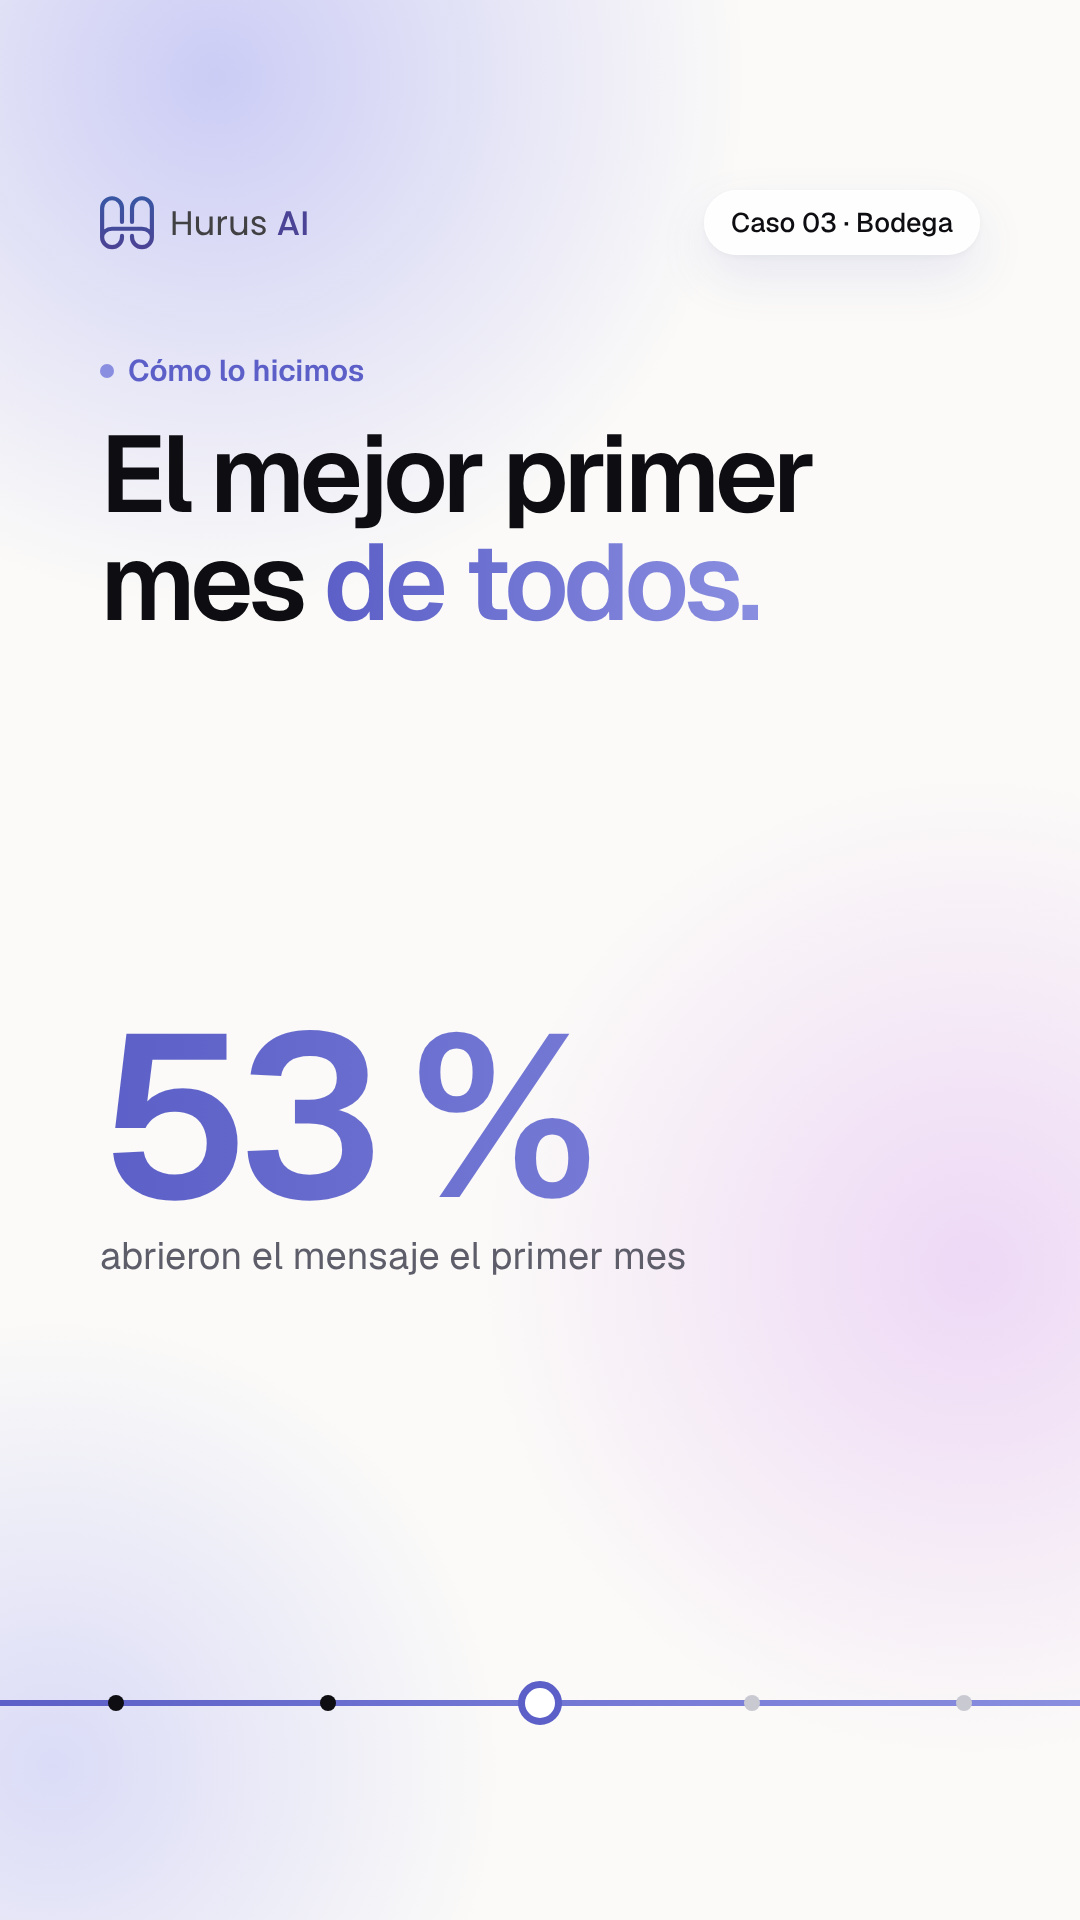 Hurus AI
Caso 03 · Bodega
Cómo lo hicimos
El mejor primer
mes de todos.
53 %
abrieron el mensaje el primer mes